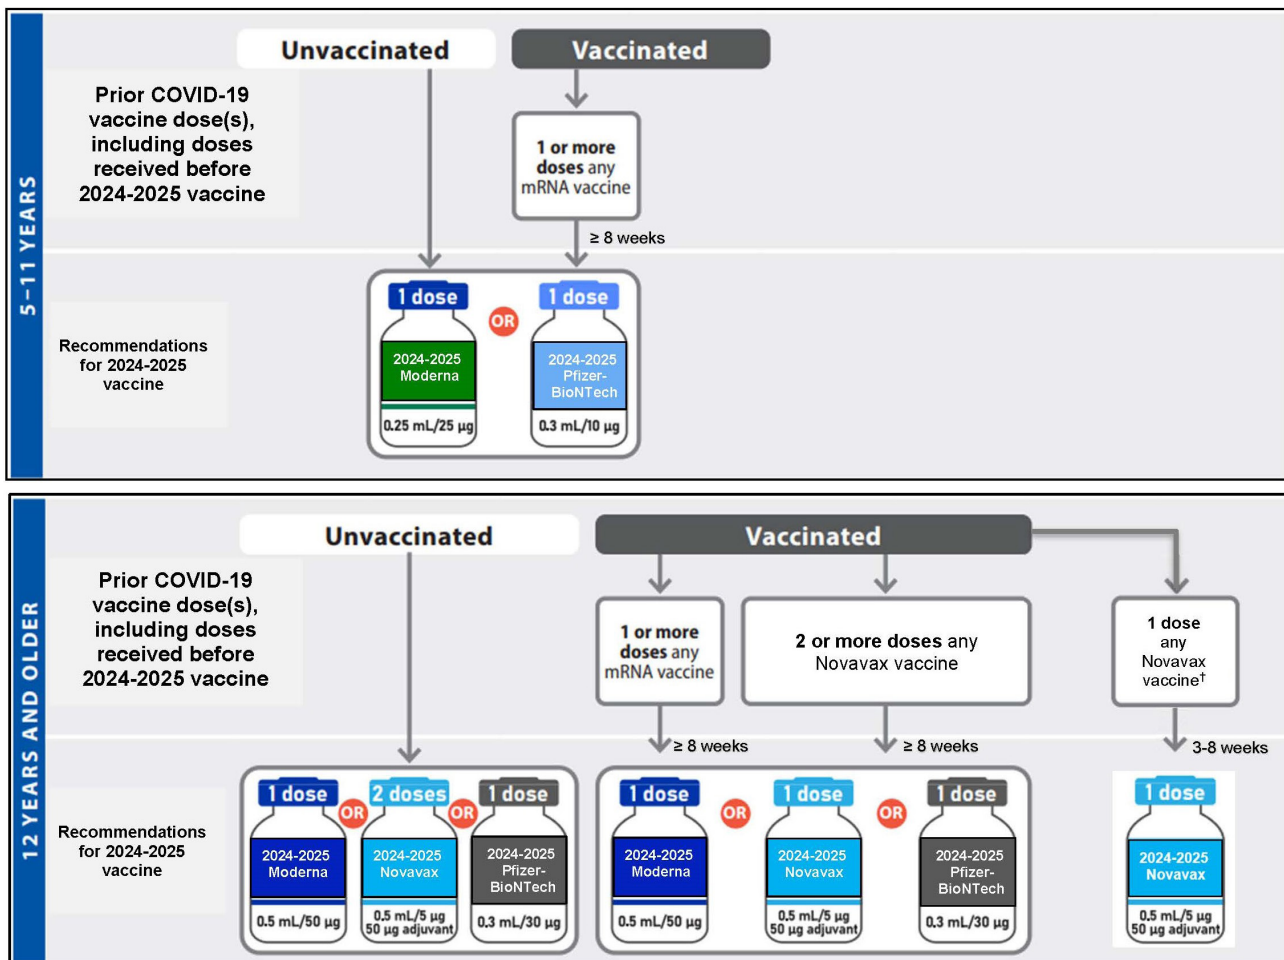 5–11 YEARS
Unvaccinated
Vaccinated
Prior COVID-19
vaccine dose(s),
including doses
received before
2024-2025 vaccine
1 or more
doses any
mRNA vaccine
≥ 8 weeks
Recommendations
for 2024-2025
vaccine
1 dose
2024-2025
Moderna
0.25 mL/25 µg
OR
1 dose
2024-2025
Pfizer-
BioNTech
0.3 mL/10 µg
12 YEARS AND OLDER
Unvaccinated
Vaccinated
Prior COVID-19
vaccine dose(s),
including doses
received before
2024-2025 vaccine
1 or more
doses any
mRNA vaccine
2 or more doses any
Novavax vaccine
1 dose
any
Novavax
vaccine†
≥ 8 weeks
≥ 8 weeks
3-8 weeks
Recommendations
for 2024-2025
vaccine
1 dose
2024-2025
Moderna
0.5 mL/50 µg
OR
2 doses
2024-2025
Novavax
0.5 mL/5 µg
50 µg adjuvant
OR
1 dose
2024-2025
Pfizer-
BioNTech
0.3 mL/30 µg
1 dose
2024-2025
Moderna
0.5 mL/50 µg
OR
1 dose
2024-2025
Novavax
0.5 mL/5 µg
50 µg adjuvant
OR
1 dose
2024-2025
Pfizer-
BioNTech
0.3 mL/30 µg
1 dose
2024-2025
Novavax
0.5 mL/5 µg
50 µg adjuvant